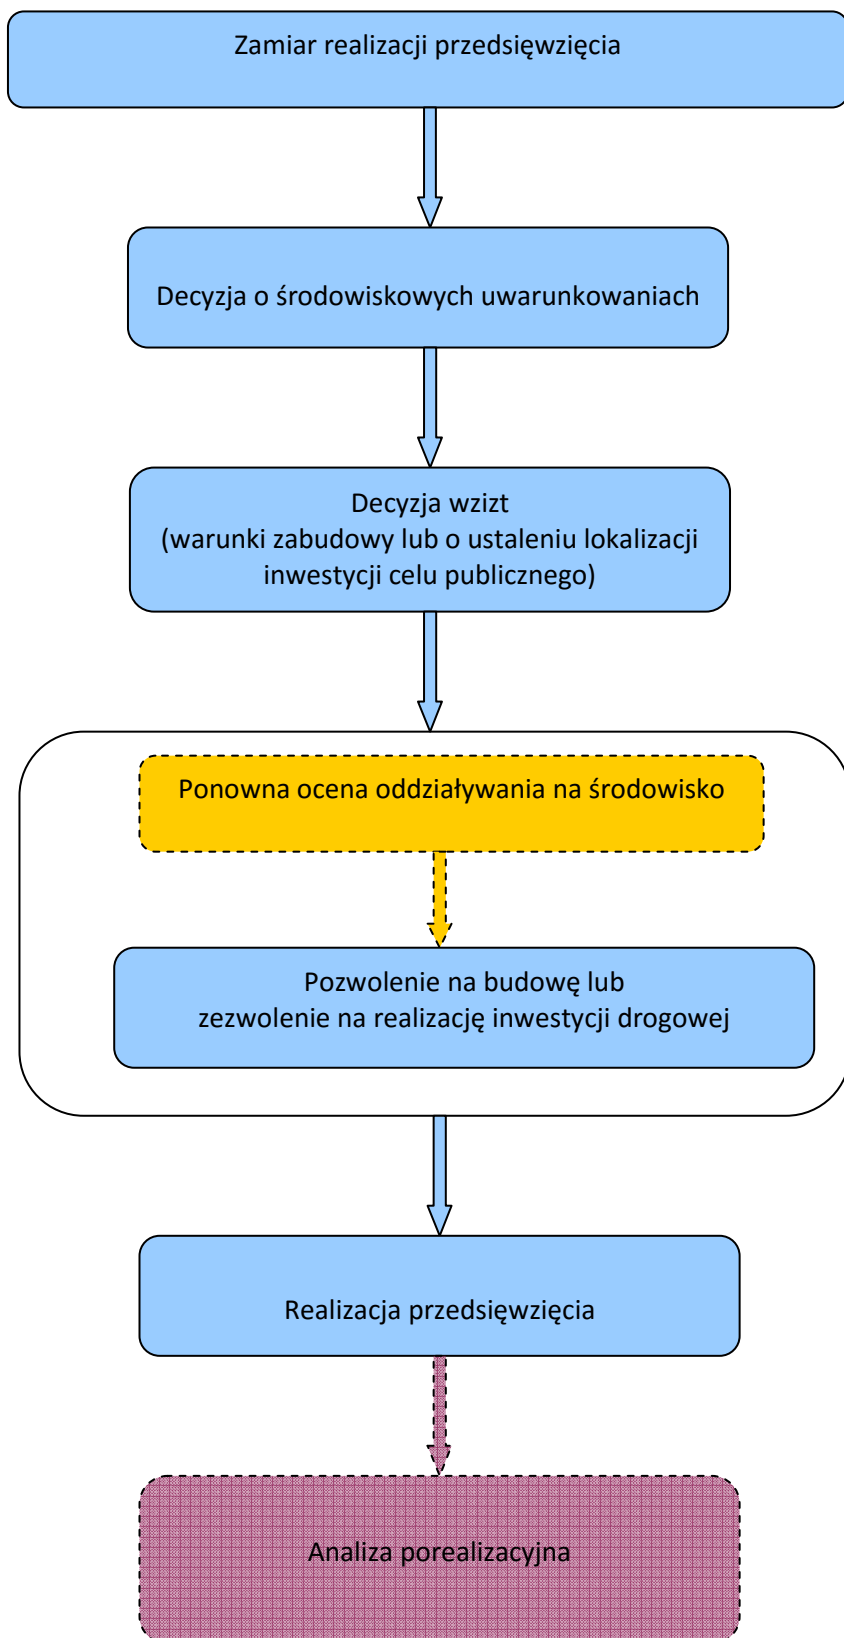 Zamiar realizacji przedsięwzięcia
Decyzja o środowiskowych uwarunkowaniach
Decyzja wzizt
(warunki zabudowy lub o ustaleniu lokalizacji
inwestycji celu publicznego)
Ponowna ocena oddziaływania na środowisko
Pozwolenie na budowę lub
zezwolenie na realizację inwestycji drogowej
Realizacja przedsięwzięcia
Analiza porealizacyjna